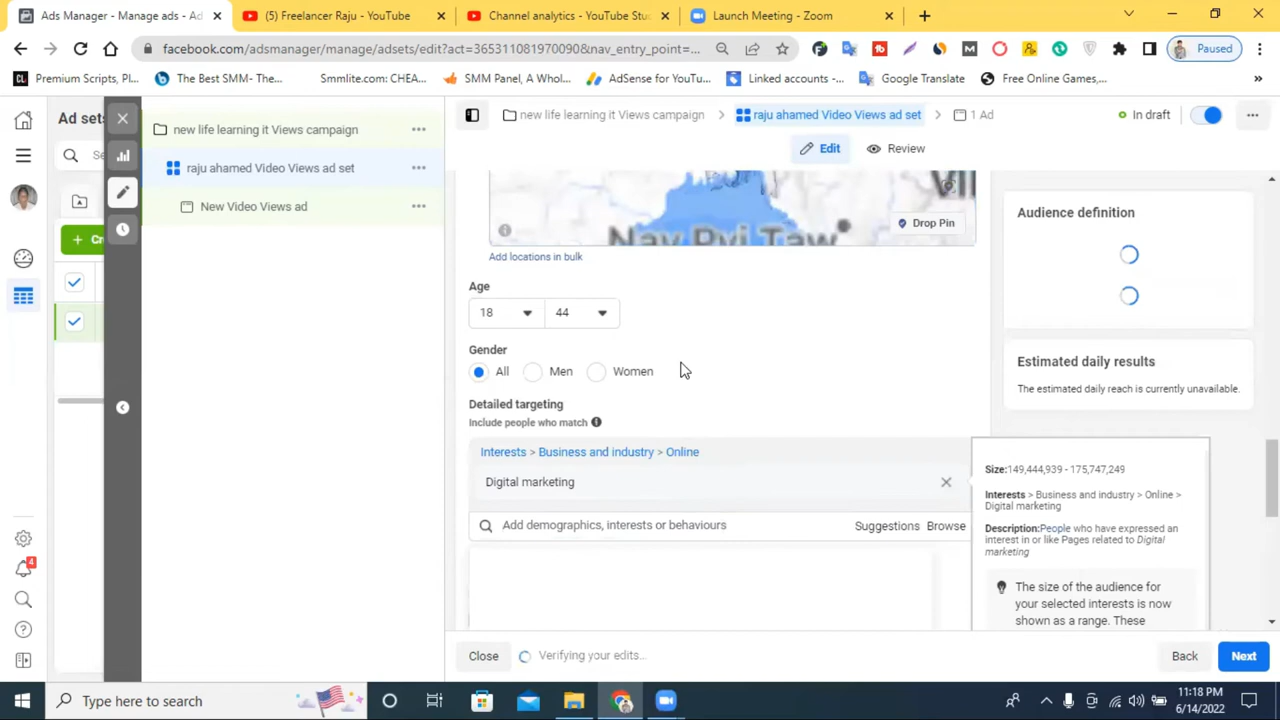 Ads Manager - Manage ads - Ad
(5) Freelancer Raju - YouTube
Channel analytics - YouTube Stu
Launch Meeting - Zoom
facebook.com/adsmanager/manage/adsets/edit?act=365311081970090&nav_entry_point=...
Paused
Premium Scripts, Pl...
The Best SMM- The...
Smmlite.com: CHEA...
SMM Panel, A Whol...
AdSense for YouTu...
Linked accounts -...
Google Translate
Free Online Games,...
Ad sets
new life learning it Views campaign
raju ahamed Video Views ad set
New Video Views ad
new life learning it Views campaign
raju ahamed Video Views ad set
1 Ad
In draft
Edit
Review
Nay Pyi Taw
Drop Pin
Add locations in bulk
Age
18
44
Gender
All
Men
Women
Detailed targeting
Include people who match
Interests > Business and industry > Online
Digital marketing
Add demographics, interests or behaviours
Suggestions
Browse
Audience definition
Estimated daily results
The estimated daily reach is currently unavailable.
Size:149,444,939 - 175,747,249
Interests > Business and industry > Online >
Digital marketing
Description:People who have expressed an
interest in or like Pages related to Digital
marketing
The size of the audience for
your selected interests is now
shown as a range. These
Close
Verifying your edits...
Back
Next
4
Type here to search
11:18 PM
6/14/2022